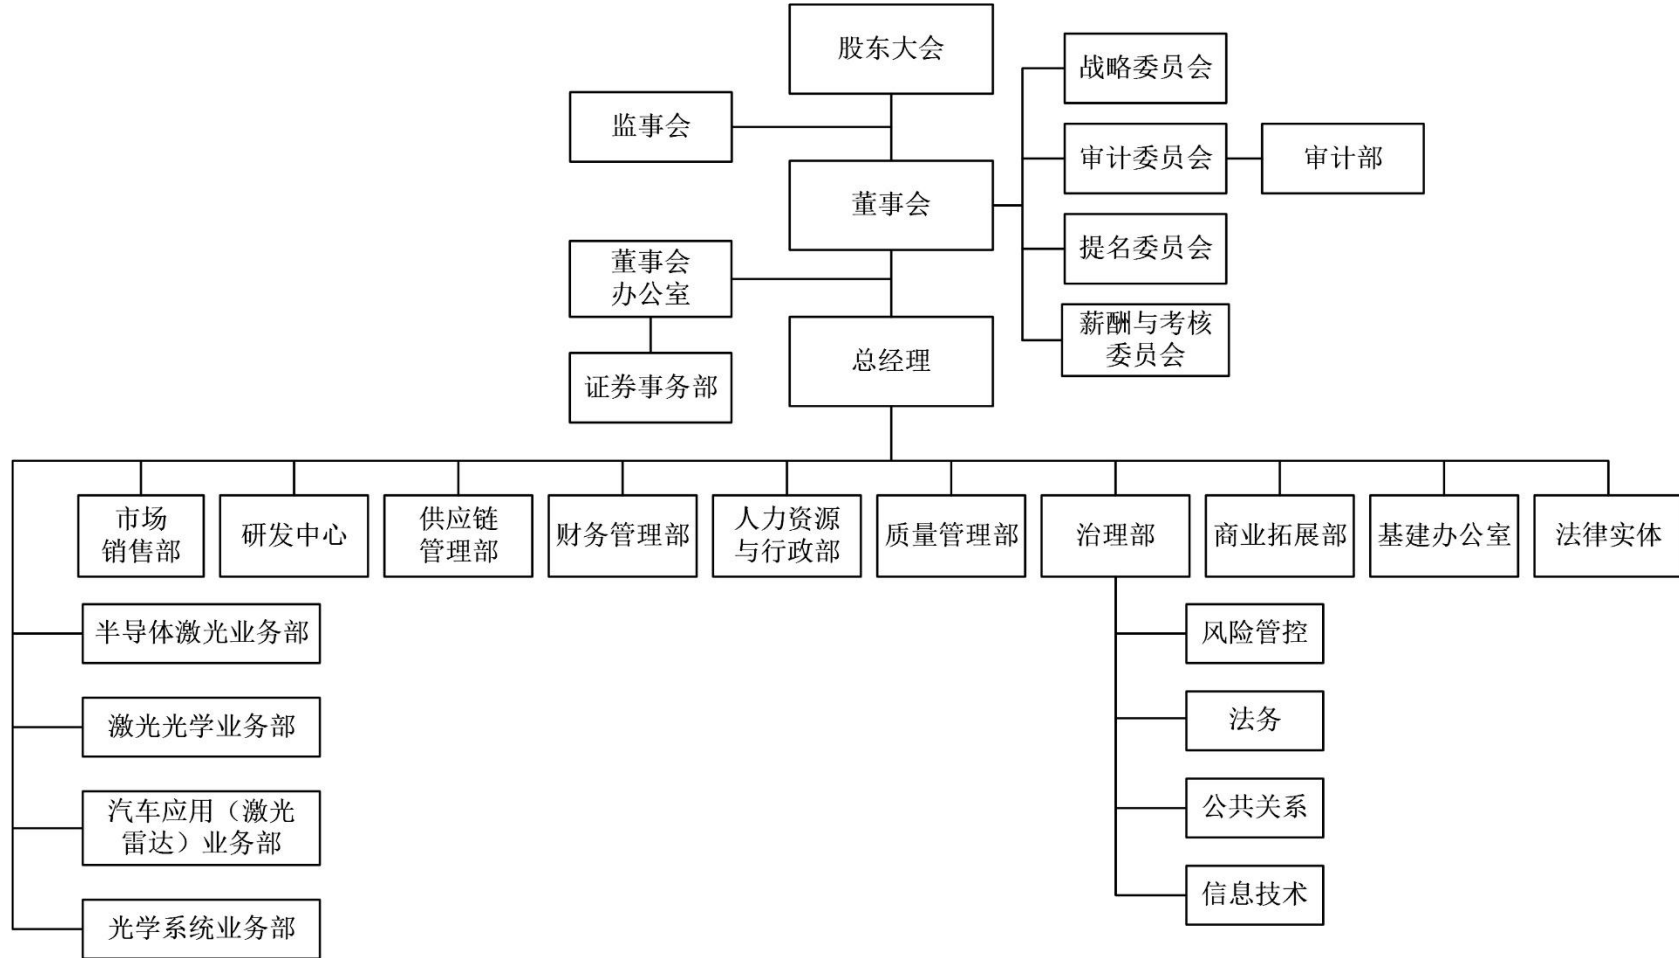 股东大会
战略委员会
监事会
审计委员会
审计部
董事会
提名委员会
董事会
办公室
薪酬与考核
委员会
总经理
证券事务部
市场
销售部
研发中心
供应链
管理部
财务管理部
人力资源
与行政部
质量管理部
治理部
商业拓展部
基建办公室
法律实体
半导体激光业务部
激光光学业务部
汽车应用（激光
雷达）业务部
光学系统业务部
风险管控
法务
公共关系
信息技术